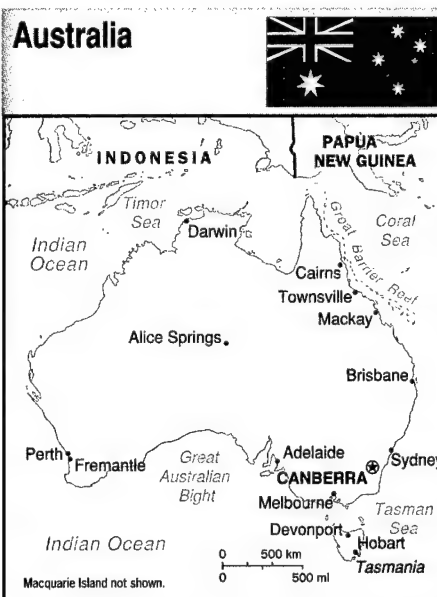 Australia
INDONESIA
PAPUA
NEW GUINEA
Timor
Sea
Coral
Sea
Great Barrier Reef
Darwin
Indian
Ocean
Cairns
Townsville
Mackay
Alice Springs
Brisbane
Perth
Fremantle
Great
Australian
Bight
Adelaide
Sydney
CANBERRA
Melbourne
Tasman
Sea
Devonport
Hobart
Tasmania
Indian Ocean
0 500 km
0 500 mi
Macquarie Island not shown.